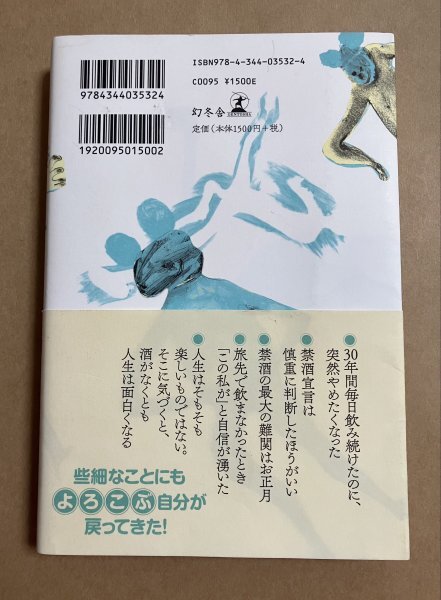 9784344035324
1920095015002
ISBN978-4-344-03532-4
C0095 ¥1500E
幻冬舎
GENTOSHA
定価(本体1500円+税)
●30年間毎日飲み続けたのに、
突然やめたくなった
●禁酒宣言は
慎重に判断したほうがいい
●禁酒の最大の難関はお正月
●旅先で飲まなかったとき
「この私が」と自信が湧いた
●人生はそもそも
楽しいものではない。
そこに気づくと、
酒がなくとも
人生は面白くなる
些細なことにも
よろこぶ自分が
戻ってきた!